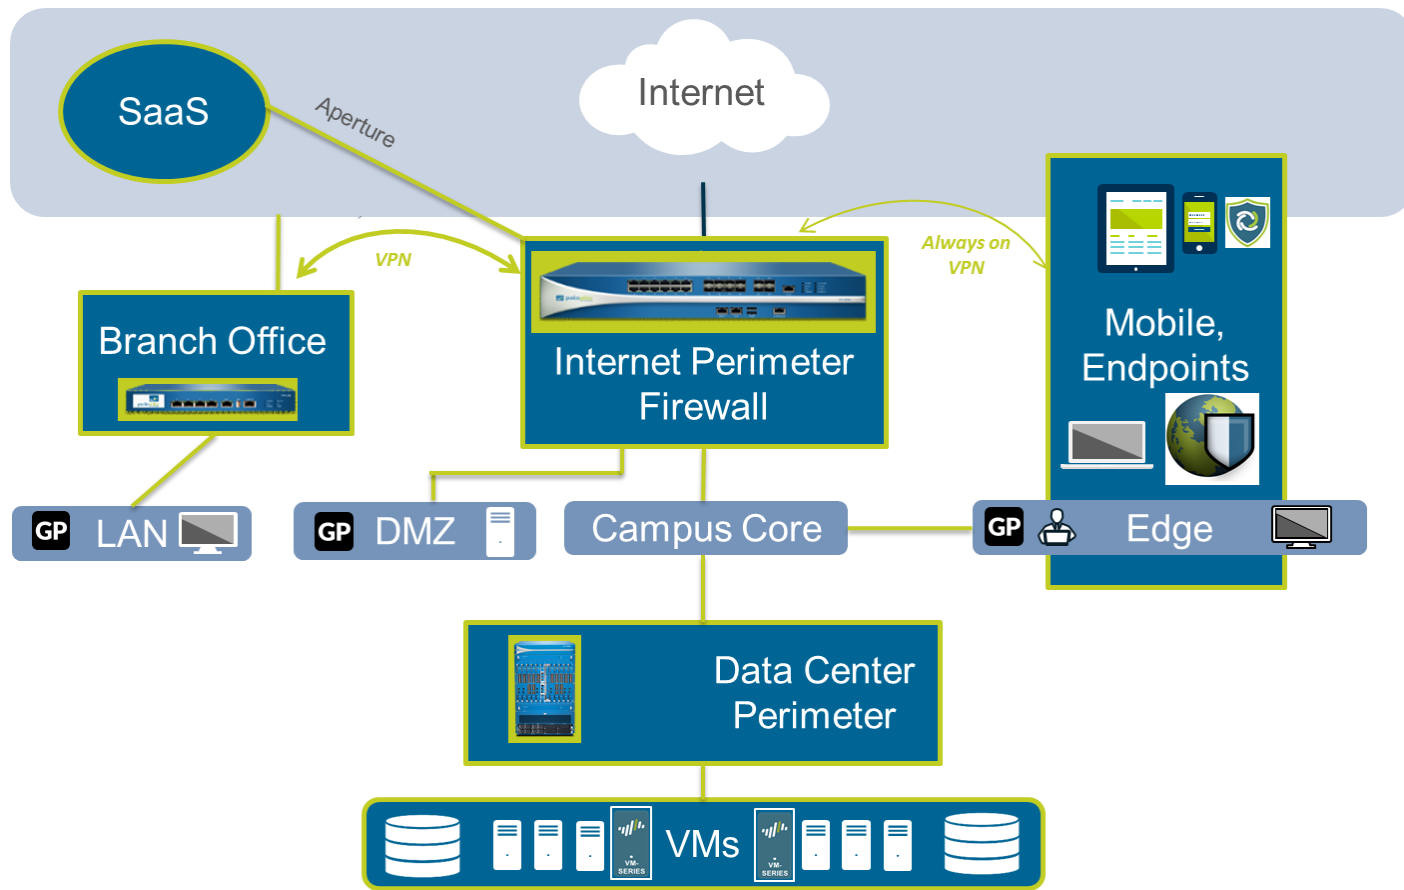 SaaS
Aperture
Internet
VPN
Always on
VPN
Branch Office
Internet Perimeter
Firewall
Mobile,
Endpoints
GP LAN
GP DMZ
Campus Core
GP Edge
Data Center
Perimeter
VMs
VM-
SERIES
VM-
SERIES